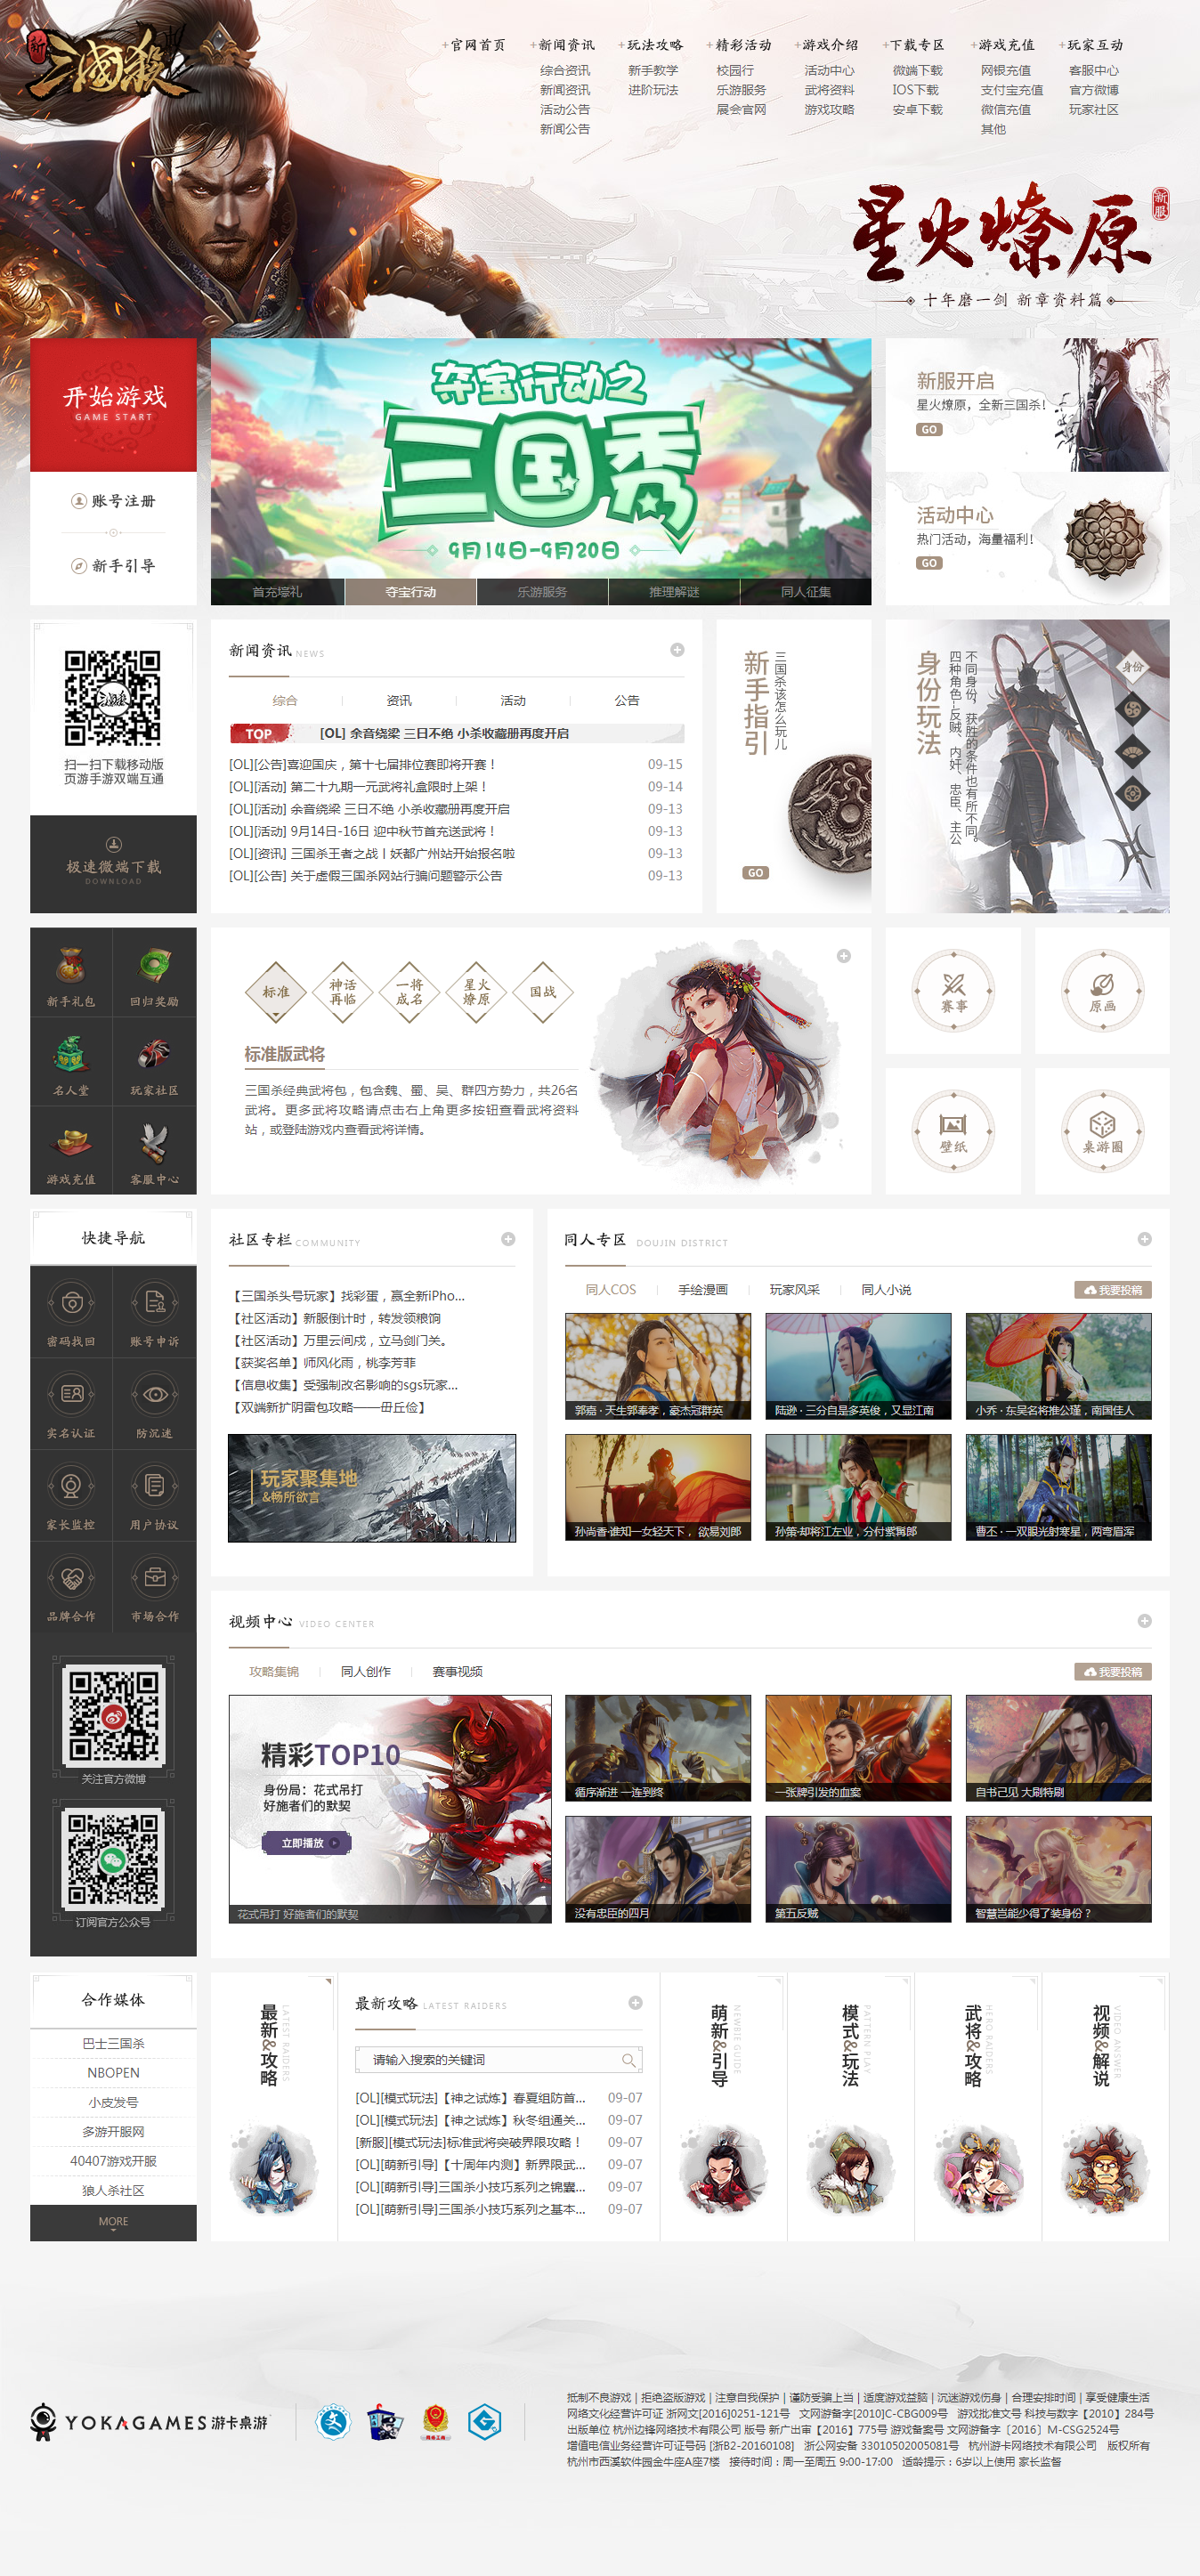 新 三國殺
+官网首页 +新闻资讯 +玩法攻略 +精彩活动 +游戏介绍 +下载专区 +游戏充值 +玩家互动
综合资讯 新手教学 校园行 活动中心 微端下载 网银充值 客服中心
新闻资讯 进阶玩法 乐游服务 武将资料 IOS下载 支付宝充值 官方微博
活动公告 展会官网 游戏攻略 安卓下载 微信充值 玩家社区
新闻公告 其他
星火燎原 新服
十年磨一剑 新章资料篇
开始游戏
GAME START
账号注册
新手引导
夺宝行动之
三国秀
9月14日-9月20日
首充壕礼 夺宝行动 乐游服务 推理解谜 同人征集
新服开启
星火燎原，全新三国杀！
GO
活动中心
热门活动，海量福利！
GO
扫一扫下载移动版
页游手游双端互通
极速微端下载
DOWNLOAD
新闻资讯 NEWS
综合 资讯 活动 公告
TOP [OL] 余音绕梁 三日不绝 小杀收藏册再度开启
[OL][公告]喜迎国庆，第十七届排位赛即将开赛！ 09-15
[OL][活动] 第二十九期一元武将礼盒限时上架！ 09-14
[OL][活动] 余音绕梁 三日不绝 小杀收藏册再度开启 09-13
[OL][活动] 9月14日-16日 迎中秋节首充送武将！ 09-13
[OL][资讯] 三国杀王者之战丨妖都广州站开始报名啦 09-13
[OL][公告] 关于虚假三国杀网站行骗问题警示公告 09-13
新手指引
三国杀该怎么玩儿
GO
身份玩法
不同身份，获胜的条件也有所不同。
四种角色-反贼、内奸、忠臣、主公
身份
新手礼包 回归奖励
名人堂 玩家社区
游戏充值 客服中心
标准 神话再临 一将成名 星火燎原 国战
标准版武将
三国杀经典武将包，包含魏、蜀、吴、群四方势力，共26名
武将。更多武将攻略请点击右上角更多按钮查看武将资料
站，或登陆游戏内查看武将详情。
赛事 原画
壁纸 桌游圈
快捷导航
密码找回 账号申诉
实名认证 防沉迷
家长监控 用户协议
品牌合作 市场合作
关注官方微博
订阅官方公众号
社区专栏 COMMUNITY
【三国杀头号玩家】找彩蛋，赢全新iPho...
【社区活动】新服倒计时，转发领粮饷
【社区活动】万里云间戍，立马剑门关。
【获奖名单】师风化雨，桃李芳菲
【信息收集】受强制改名影响的sgs玩家...
【双端新扩阴雷包攻略——毌丘俭】
玩家聚集地
&畅所欲言
同人专区 DOUJIN DISTRICT
同人COS 手绘漫画 玩家风采 同人小说 我要投稿
郭嘉 · 天生郭奉孝，豪杰冠群英
陆逊 · 三分自是多英俊，又显江南
小乔 · 东吴名将推公瑾，南国佳人
孙尚香·谁知一女轻天下， 欲易刘郎
孙策·却将江左业，分付紫髯郎
曹丕 · 一双眼光射寒星，两弯眉浑
视频中心 VIDEO CENTER
攻略集锦 同人创作 赛事视频 我要投稿
精彩TOP10
身份局：花式吊打
好施者们的默契
立即播放
花式吊打 好施者们的默契
循序渐进 一连到终
一张牌引发的血案
自书己见 大刷特刷
没有忠臣的四月
第五反贼
智慧岂能少得了装身份？
合作媒体
巴士三国杀
NBOPEN
小皮发号
多游开服网
40407游戏开服
狼人杀社区
MORE
最新&攻略
LATEST RAIDERS
最新攻略 LATEST RAIDERS
请输入搜索的关键词
[OL][模式玩法]【神之试炼】春夏组防首... 09-07
[OL][模式玩法]【神之试炼】秋冬组通关... 09-07
[新服][模式玩法]标准武将突破界限攻略！ 09-07
[OL][萌新引导]【十周年内测】新界限武... 09-07
[OL][萌新引导]三国杀小技巧系列之锦囊... 09-07
[OL][萌新引导]三国杀小技巧系列之基本... 09-07
萌新&引导
NEWBIE GUIDE
模式&玩法
PATTERN PLAY
武将&攻略
HERO RAIDERS
视频&解说
VIDEO ANSWER
YOKAGAMES 游卡桌游
抵制不良游戏 | 拒绝盗版游戏 | 注意自我保护 | 谨防受骗上当 | 适度游戏益脑 | 沉迷游戏伤身 | 合理安排时间 | 享受健康生活
网络文化经营许可证 浙网文[2016]0251-121号 文网游备字[2010]C-CBG009号 游戏批准文号 科技与数字【2010】284号
出版单位 杭州边锋网络技术有限公司 版号 新广出审【2016】775号 游戏备案号 文网游备字〔2016〕M-CSG2524号
增值电信业务经营许可证号码 [浙B2-20160108] 浙公网安备 33010502005081号 杭州游卡网络技术有限公司 版权所有
杭州市西溪软件园金牛座A座7楼 接待时间：周一至周五 9:00-17:00 适龄提示：6岁以上使用 家长监督